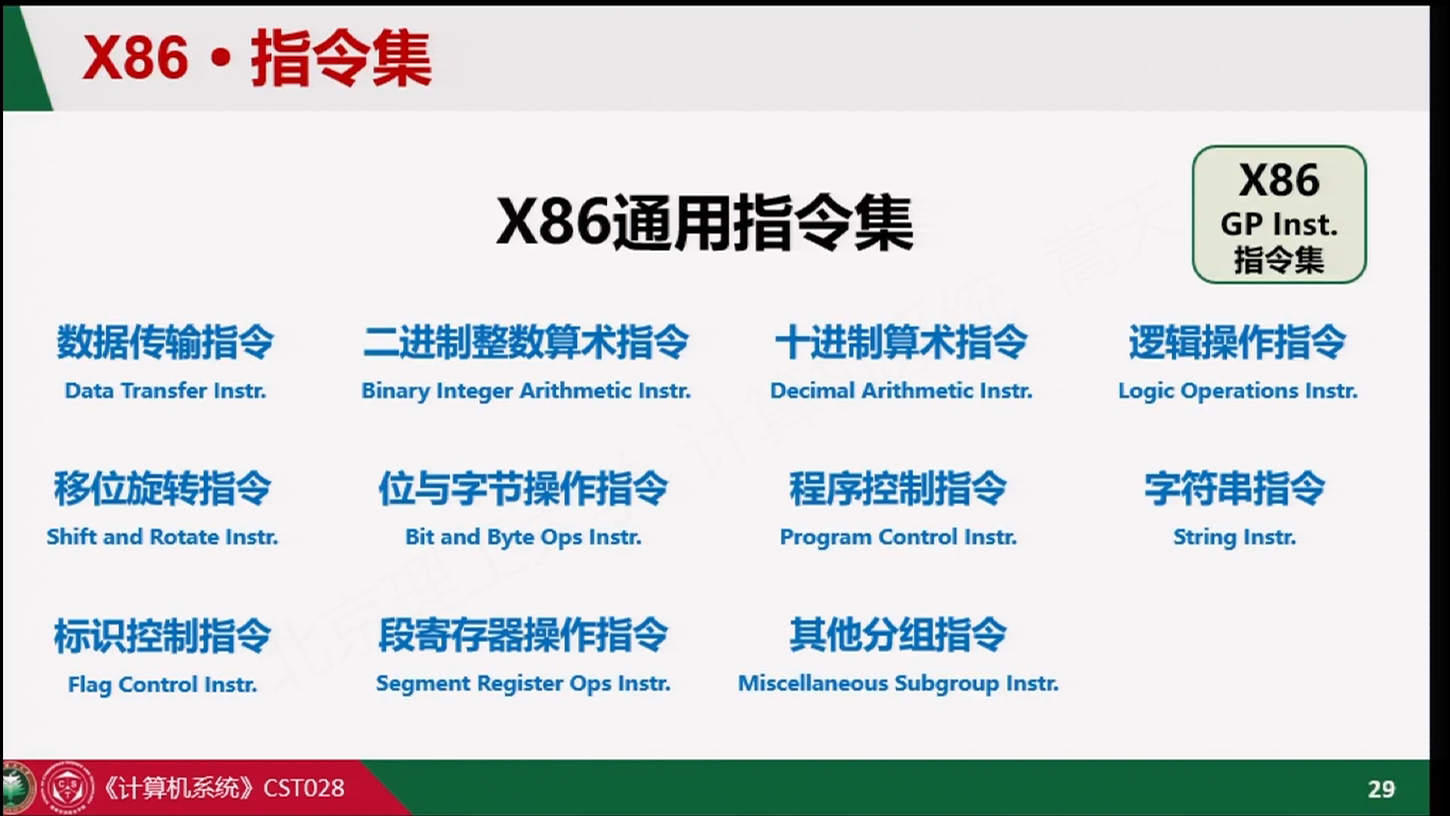 X86·指令集
X86通用指令集
X86
GP Inst.
指令集
数据传输指令
Data Transfer Instr.
二进制整数算术指令
Binary Integer Arithmetic Instr.
十进制算术指令
Decimal Arithmetic Instr.
逻辑操作指令
Logic Operations Instr.
移位旋转指令
Shift and Rotate Instr.
位与字节操作指令
Bit and Byte Ops Instr.
程序控制指令
Program Control Instr.
字符串指令
String Instr.
标识控制指令
Flag Control Instr.
段寄存器操作指令
Segment Register Ops Instr.
其他分组指令
Miscellaneous Subgroup Instr.
《计算机系统》CST028
29